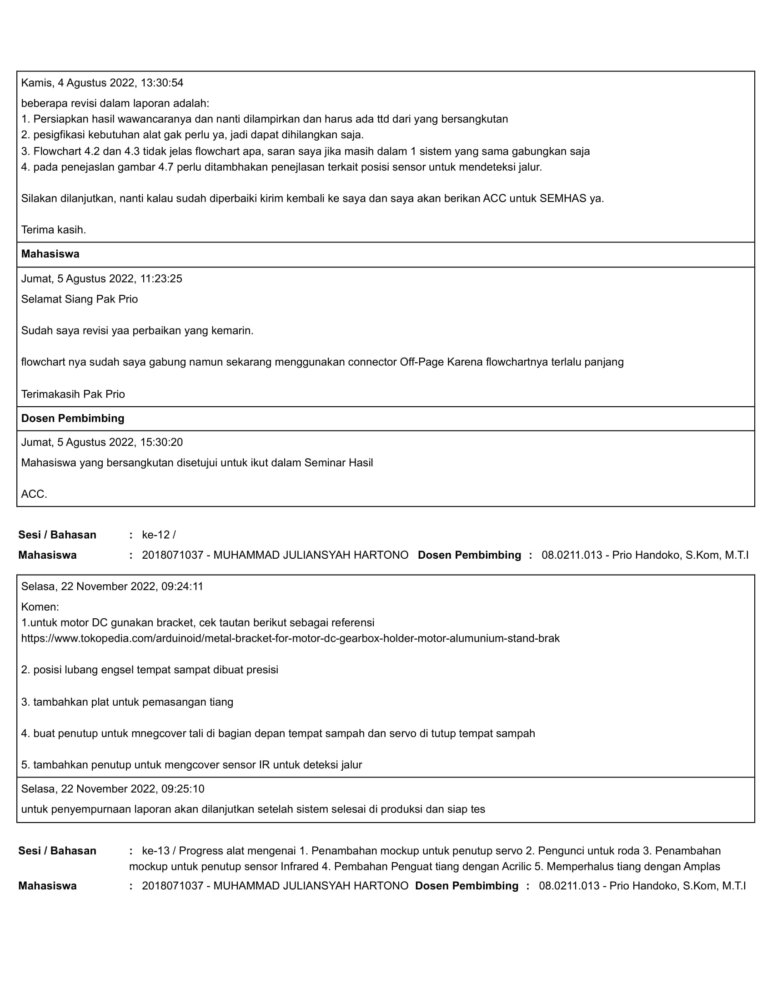 Kamis, 4 Agustus 2022, 13:30:54
beberapa revisi dalam laporan adalah:
1. Persiapkan hasil wawancaranya dan nanti dilampirkan dan harus ada ttd dari yang bersangkutan
2. pesigfikasi kebutuhan alat gak perlu ya, jadi dapat dihilangkan saja.
3. Flowchart 4.2 dan 4.3 tidak jelas flowchart apa, saran saya jika masih dalam 1 sistem yang sama gabungkan saja
4. pada penejaslan gambar 4.7 perlu ditambhakan penejlasan terkait posisi sensor untuk mendeteksi jalur.
Silakan dilanjutkan, nanti kalau sudah diperbaiki kirim kembali ke saya dan saya akan berikan ACC untuk SEMHAS ya.
Terima kasih.
Mahasiswa
Jumat, 5 Agustus 2022, 11:23:25
Selamat Siang Pak Prio
Sudah saya revisi yaa perbaikan yang kemarin.
flowchart nya sudah saya gabung namun sekarang menggunakan connector Off-Page Karena flowchartnya terlalu panjang
Terimakasih Pak Prio
Dosen Pembimbing
Jumat, 5 Agustus 2022, 15:30:20
Mahasiswa yang bersangkutan disetujui untuk ikut dalam Seminar Hasil
ACC.
Sesi / Bahasan : ke-12 /
Mahasiswa : 2018071037 - MUHAMMAD JULIANSYAH HARTONO Dosen Pembimbing : 08.0211.013 - Prio Handoko, S.Kom, M.T.I
Selasa, 22 November 2022, 09:24:11
Komen:
1.untuk motor DC gunakan bracket, cek tautan berikut sebagai referensi
https://www.tokopedia.com/arduinoid/metal-bracket-for-motor-dc-gearbox-holder-motor-alumunium-stand-brak
2. posisi lubang engsel tempat sampat dibuat presisi
3. tambahkan plat untuk pemasangan tiang
4. buat penutup untuk mnegcover tali di bagian depan tempat sampah dan servo di tutup tempat sampah
5. tambahkan penutup untuk mengcover sensor IR untuk deteksi jalur
Selasa, 22 November 2022, 09:25:10
untuk penyempurnaan laporan akan dilanjutkan setelah sistem selesai di produksi dan siap tes
Sesi / Bahasan : ke-13 / Progress alat mengenai 1. Penambahan mockup untuk penutup servo 2. Pengunci untuk roda 3. Penambahan
mockup untuk penutup sensor Infrared 4. Pembahan Penguat tiang dengan Acrilic 5. Memperhalus tiang dengan Amplas
Mahasiswa : 2018071037 - MUHAMMAD JULIANSYAH HARTONO Dosen Pembimbing : 08.0211.013 - Prio Handoko, S.Kom, M.T.I